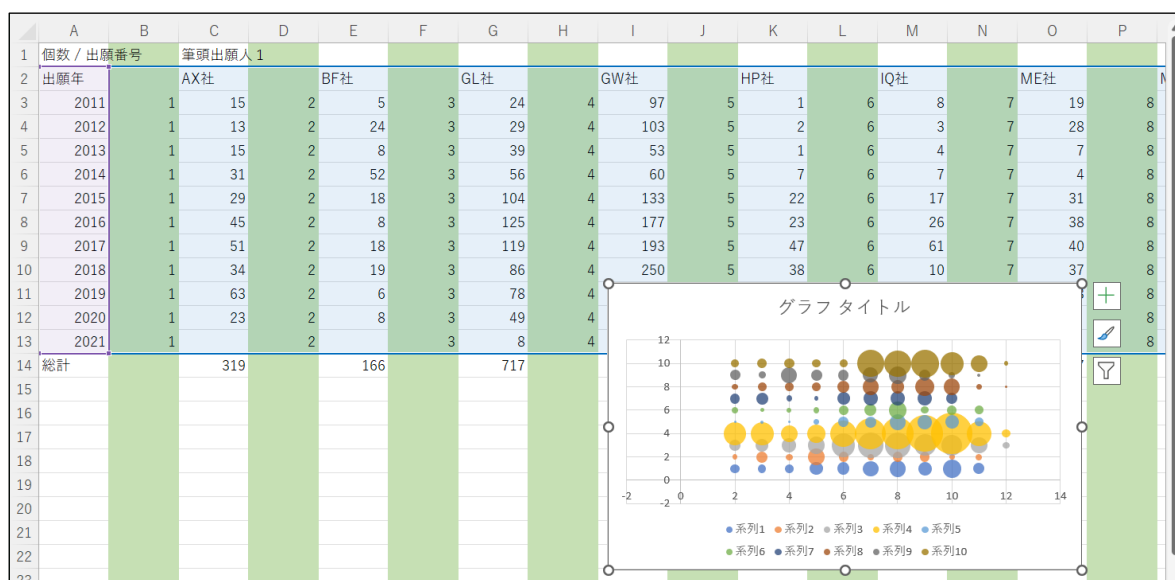 A B C D E F G H I J K L M N O P
1 個数 / 出願番号 筆頭出願人 1
2 出願年 AX社 BF社 GL社 GW社 HP社 IQ社 ME社
3 2011 1 15 2 5 3 24 4 97 5 1 6 8 7 19 8
4 2012 1 13 2 24 3 29 4 103 5 2 6 3 7 28 8
5 2013 1 15 2 8 3 39 4 53 5 1 6 4 7 7 8
6 2014 1 31 2 52 3 56 4 60 5 7 6 7 7 4 8
7 2015 1 29 2 18 3 104 4 133 5 22 6 17 7 31 8
8 2016 1 45 2 8 3 125 4 177 5 23 6 26 7 38 8
9 2017 1 51 2 18 3 119 4 193 5 47 6 61 7 40 8
10 2018 1 34 2 19 3 86 4 250 5 38 6 10 7 37 8
11 2019 1 63 2 6 3 78 4 8
12 2020 1 23 2 8 3 49 4 8
13 2021 1 2 3 8 4 8
14 総計 319 166 717
15
16
17
18
19
20
21
22
グラフ タイトル
12
10
8
6
4
2
0
-2
-2 0 2 4 6 8 10 12 14
系列1 系列2 系列3 系列4 系列5
系列6 系列7 系列8 系列9 系列10